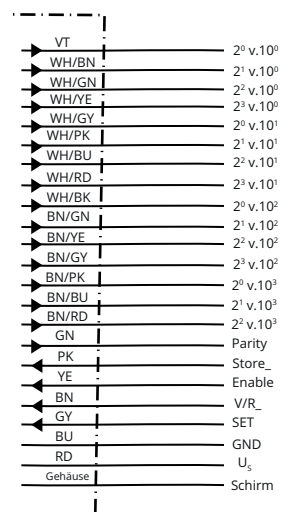 VT 2⁰ v.10⁰
WH/BN 2¹ v.10⁰
WH/GN 2² v.10⁰
WH/YE 2³ v.10⁰
WH/GY 2⁰ v.10¹
WH/PK 2¹ v.10¹
WH/BU 2² v.10¹
WH/RD 2³ v.10¹
WH/BK 2⁰ v.10²
BN/GN 2¹ v.10²
BN/YE 2² v.10²
BN/GY 2³ v.10²
BN/PK 2⁰ v.10³
BN/BU 2¹ v.10³
BN/RD 2² v.10³
GN Parity
PK Store_
YE Enable
BN V/R_
GY SET
BU GND
RD Uₛ
Gehäuse Schirm